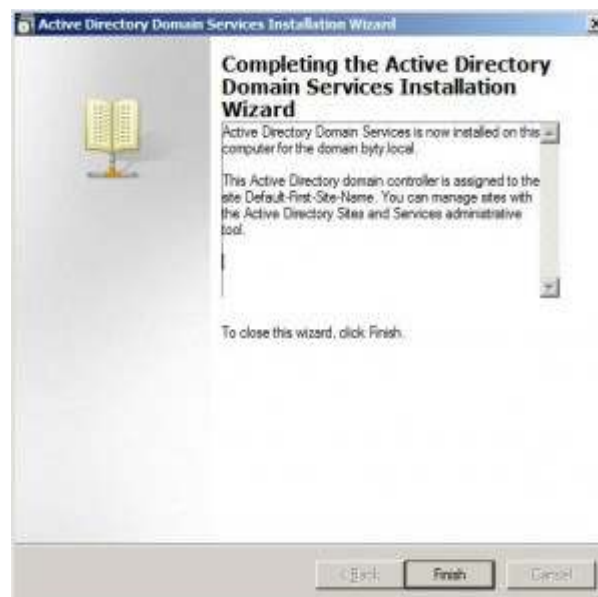 Active Directory Domain Services Installation Wizard
Completing the Active Directory
Domain Services Installation
Wizard
Active Directory Domain Services is now installed on this
computer for the domain byty.local.
This Active Directory domain controller is assigned to the
site Default-First-Site-Name. You can manage sites with
the Active Directory Sites and Services administrative
tool.
To close this wizard, click Finish.
< Back Finish Cancel